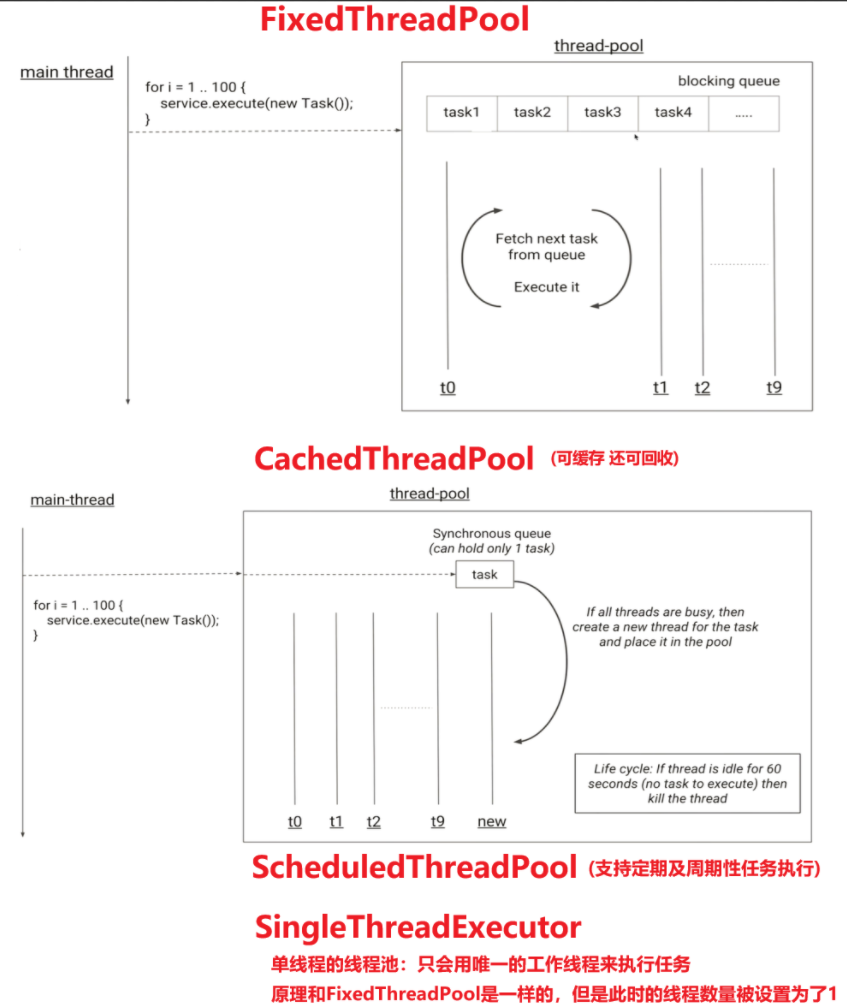 FixedThreadPool
thread-pool
main thread
for i = 1 .. 100 {
service.execute(new Task());
}
blocking queue
task1 task2 task3 task4 .....
Fetch next task
from queue
Execute it
t0 t1 t2 t9
CachedThreadPool (可缓存 还可回收)
main-thread
thread-pool
Synchronous queue
(can hold only 1 task)
task
for i = 1 .. 100 {
service.execute(new Task());
}
If all threads are busy, then
create a new thread for the task
and place it in the pool
Life cycle: If thread is idle for 60
seconds (no task to execute) then
kill the thread
t0 t1 t2 t9 new
ScheduledThreadPool (支持定期及周期性任务执行)
SingleThreadExecutor
单线程的线程池：只会用唯一的工作线程来执行任务
原理和FixedThreadPool是一样的，但是此时的线程数量被设置为了1